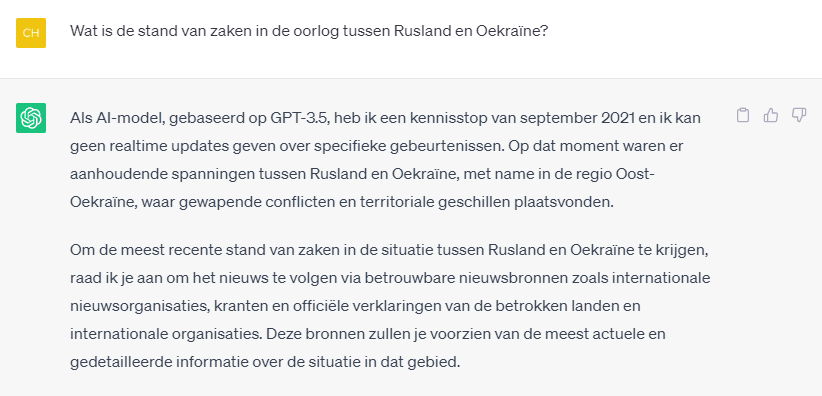 CH
Wat is de stand van zaken in de oorlog tussen Rusland en Oekraïne?
Als AI-model, gebaseerd op GPT-3.5, heb ik een kennisstop van september 2021 en ik kan
geen realtime updates geven over specifieke gebeurtenissen. Op dat moment waren er
aanhoudende spanningen tussen Rusland en Oekraïne, met name in de regio Oost-
Oekraïne, waar gewapende conflicten en territoriale geschillen plaatsvonden.
Om de meest recente stand van zaken in de situatie tussen Rusland en Oekraïne te krijgen,
raad ik je aan om het nieuws te volgen via betrouwbare nieuwsbronnen zoals internationale
nieuwsorganisaties, kranten en officiële verklaringen van de betrokken landen en
internationale organisaties. Deze bronnen zullen je voorzien van de meest actuele en
gedetailleerde informatie over de situatie in dat gebied.